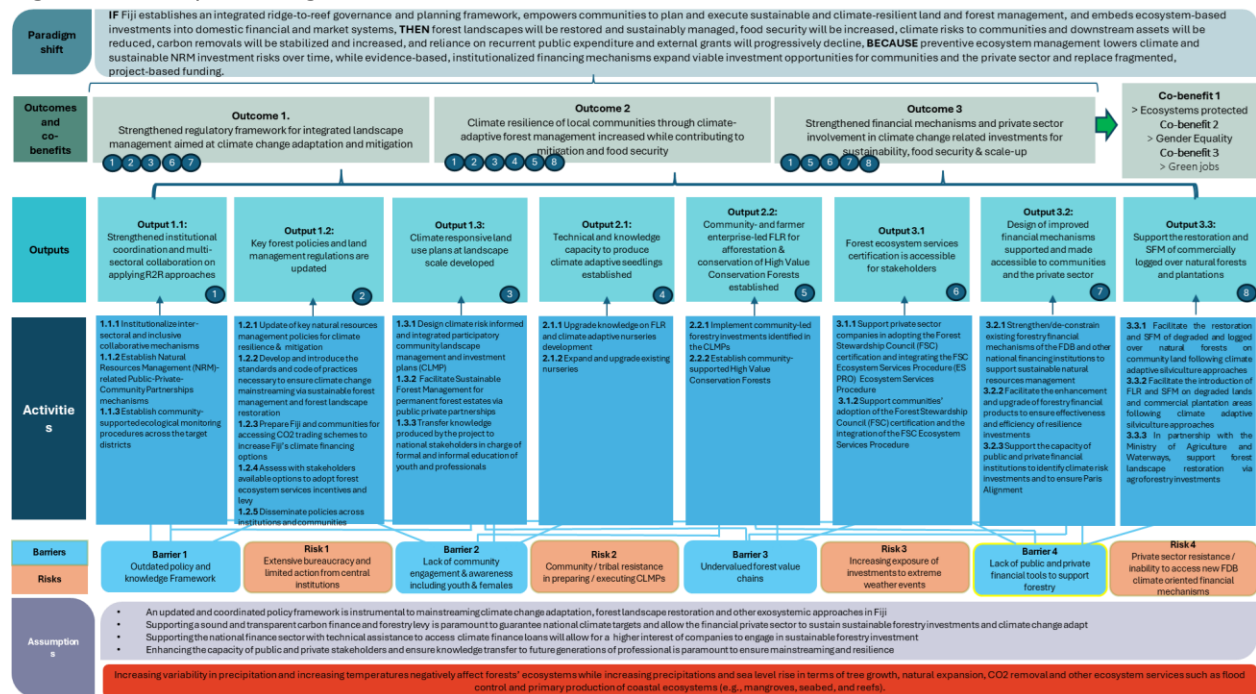 Paradigm
shift
IF Fiji establishes an integrated ridge-to-reef governance and planning framework, empowers communities to plan and execute sustainable and climate-resilient land and forest management, and embeds ecosystem-based
investments into domestic financial and market systems, THEN forest landscapes will be restored and sustainably managed, food security will be increased, climate risks to communities and downstream assets will be
reduced, carbon removals will be stabilized and increased, and reliance on recurrent public expenditure and external grants will progressively decline, BECAUSE preventive ecosystem management lowers climate and
sustainable NRM investment risks over time, while evidence-based, institutionalized financing mechanisms expand viable investment opportunities for communities and the private sector and replace fragmented,
project-based funding.
Outcomes
and
co-
benefits
Outcome 1.
Strengthened regulatory framework for integrated landscape
management aimed at climate change adaptation and mitigation
1 2 3 6 7
Outcome 2
Climate resilience of local communities through climate-
adaptive forest management increased while contributing to
mitigation and food security
1 2 3 4 5 8
Outcome 3
Strengthened financial mechanisms and private sector
involvement in climate change related investments for
sustainability, food security & scale-up
1 5 6 7 8
Co-benefit 1
> Ecosystems protected
Co-benefit 2
> Gender Equality
Co-benefit 3
> Green jobs
Outputs
Output 1.1:
Strengthened institutional
coordination and multi-
sectoral collaboration on
applying R2R approaches
1
Output 1.2:
Key forest policies and land
management regulations are
updated
2
Output 1.3:
Climate responsive land
use plans at landscape
scale developed
3
Output 2.1:
Technical and knowledge
capacity to produce
climate adaptive seedlings
established
4
Output 2.2:
Community- and farmer
enterprise-led FLR for
afforestation &
conservation of High Value
Conservation Forests
established
5
Output 3.1
Forest ecosystem services
certification is accessible
for stakeholders
6
Output 3.2:
Design of improved
financial mechanisms
supported and made
accessible to communities
and the private sector
7
Output 3.3:
Support the restoration and
SFM of commercially
logged over natural forests
and plantations
8
Activitie
s
1.1.1 Institutionalize inter-
sectoral and inclusive
collaborative mechanisms
1.1.2 Establish Natural
Resources Management (NRM)-
related Public-Private-
Community Partnerships
mechanisms
1.1.3 Establish community-
supported ecological monitoring
procedures across the target
districts
1.2.1 Update of key natural resources
management policies for climate
resilience & mitigation
1.2.2 Develop and introduce the
standards and code of practices
necessary to ensure climate change
mainstreaming via sustainable forest
management and forest landscape
restoration
1.2.3 Prepare Fiji and communities for
accessing CO2 trading schemes to
increase Fiji's climate financing
options
1.2.4 Assess with stakeholders
available options to adopt forest
ecosystem services incentives and
levy
1.2.5 Disseminate policies across
institutions and communities
1.3.1 Design climate risk informed
and integrated participatory
community landscape
management and investment
plans (CLMP)
1.3.2 Facilitate Sustainable
Forest Management for
permanent forest estates via
public private partnerships
1.3.3 Transfer knowledge
produced by the project to
national stakeholders in charge of
formal and informal education of
youth and professionals
2.1.1 Upgrade knowledge on FLR
and climate adaptive nurseries
development
2.1.2 Expand and upgrade existing
nurseries
2.2.1 Implement community-led
forestry investments identified in
the CLMPs
2.2.2 Establish community-
supported High Value
Conservation Forests
3.1.1 Support private sector
companies in adopting the Forest
Stewardship Council (FSC)
certification and integrating the FSC
Ecosystem Services Procedure (ES
PRO) Ecosystem Services
Procedure
3.1.2 Support communities'
adoption of the Forest Stewardship
Council (FSC) certification and the
integration of the FSC Ecosystem
Services Procedure
3.2.1 Strengthen/de-constrain
existing forestry financial
mechanisms of the FDB and other
national financing institutions to
support sustainable natural
resources management
3.2.2 Facilitate the enhancement
and upgrade of forestry financial
products to ensure effectiveness
and efficiency of resilience
investments
3.2.3 Support the capacity of
public and private financial
institutions to identify climate risk
investments and to ensure Paris
Alignment
3.3.1 Facilitate the restoration
and SFM of degraded and logged
over natural forests on
community land following climate
adaptive silviculture approaches
3.3.2 Facilitate the introduction of
FLR and SFM on degraded lands
and commercial plantation areas
following climate adaptive
silviculture approaches
3.3.3 In partnership with the
Ministry of Agriculture and
Waterways, support forest
landscape restoration via
agroforestry investments
Barriers
Risks
Barrier 1
Outdated policy and
knowledge Framework
Risk 1
Extensive bureaucracy and
limited action from central
institutions
Barrier 2
Lack of community
engagement & awareness
including youth & females
Risk 2
Community / tribal resistance
in preparing / executing CLMPs
Barrier 3
Undervalued forest value
chains
Risk 3
Increasing exposure of
investments to extreme
weather events
Barrier 4
Lack of public and private
financial tools to support
forestry
Risk 4
Private sector resistance /
inability to access new FDB
climate oriented financial
mechanisms
Assumption
s
• An updated and coordinated policy framework is instrumental to mainstreaming climate change adaptation, forest landscape restoration and other ecosystemic approaches in Fiji
• Supporting a sound and transparent carbon finance and forestry levy is paramount to guarantee national climate targets and allow the financial private sector to sustain sustainable forestry investments and climate change adapt
• Supporting the national finance sector with technical assistance to access climate finance loans will allow for a higher interest of companies to engage in sustainable forestry investment
• Enhancing the capacity of public and private stakeholders and ensure knowledge transfer to future generations of professional is paramount to ensure mainstreaming and resilience
Increasing variability in precipitation and increasing temperatures negatively affect forests' ecosystems while increasing precipitations and sea level rise in terms of tree growth, natural expansion, CO2 removal and other ecosystem services such as flood
control and primary production of coastal ecosystems (e.g., mangroves, seabed, and reefs).